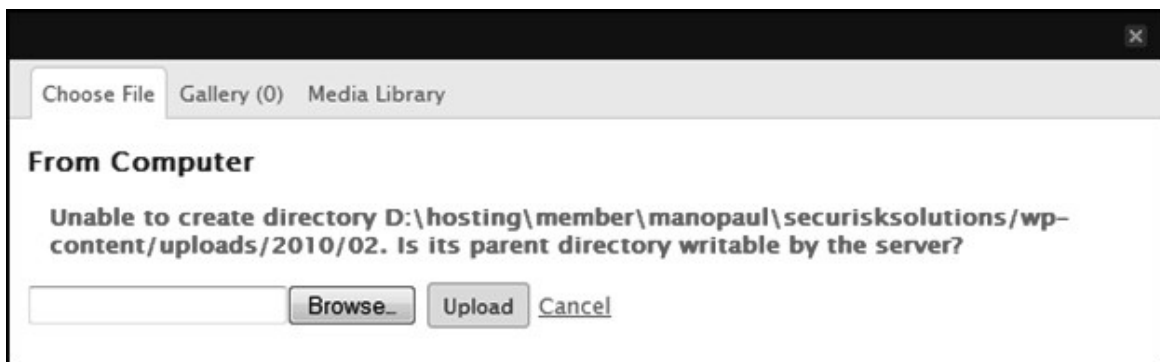 Choose File Gallery (0) Media Library
From Computer
Unable to create directory D:\hosting\member\manopaul\securisksolutions/wp-
content/uploads/2010/02. Is its parent directory writable by the server?
Browse… Upload Cancel